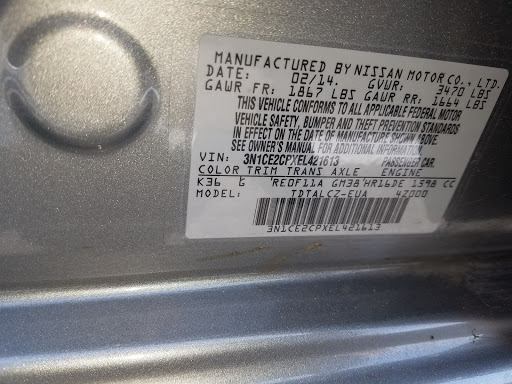 MANUFACTURED BY NISSAN MOTOR CO., LTD.
DATE: 02/14. GVWR: 3470 LBS
GAWR FR: 1867 LBS GAWR RR: 1664 LBS
THIS VEHICLE CONFORMS TO ALL APPLICABLE FEDERAL MOTOR
VEHICLE SAFETY, BUMPER AND THEFT PREVENTION STANDARDS
IN EFFECT ON THE DATE OF MANUFACTURE SHOWN ABOVE.
SEE OWNER'S MANUAL FOR ADDITIONAL INFORMATION.
VIN: 3N1CE2CPXEL421613 PASSENGER CAR.
COLOR TRIM TRANS AXLE ENGINE
K36 G RE0F11A GM38 HR16DE 1598 CC
MODEL: TDTALCZ-EUA 42000
3N1CE2CPXEL421613